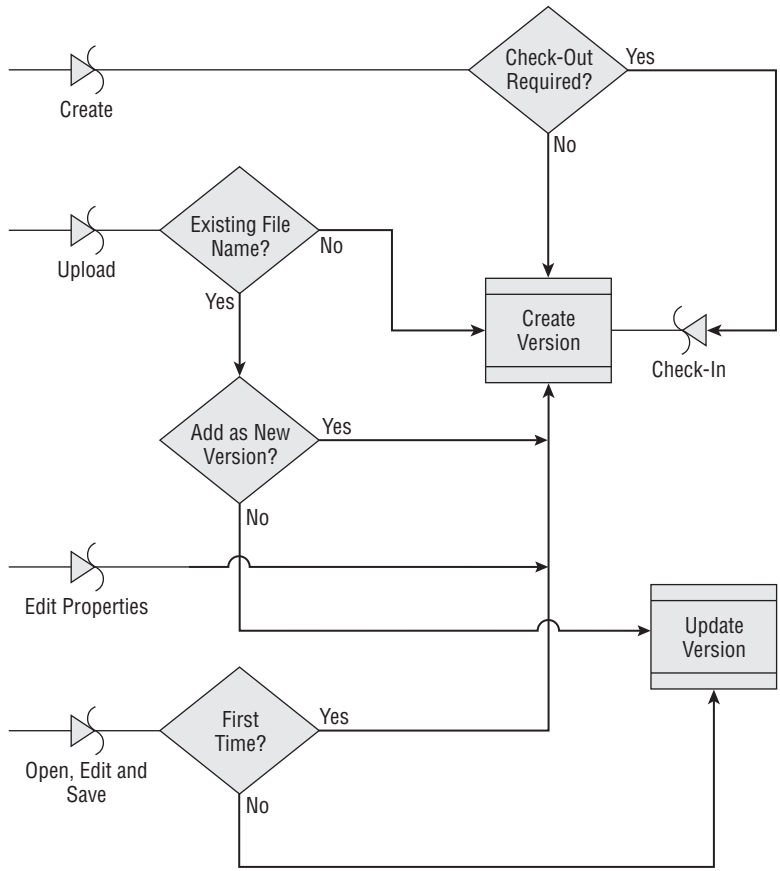 Check-Out
Required?
Yes
Create
No
Existing File
Name?
No
Upload
Yes
Create
Version
Check-In
Add as New
Version?
Yes
No
Edit Properties
Update
Version
First
Time?
Yes
Open, Edit and
Save
No